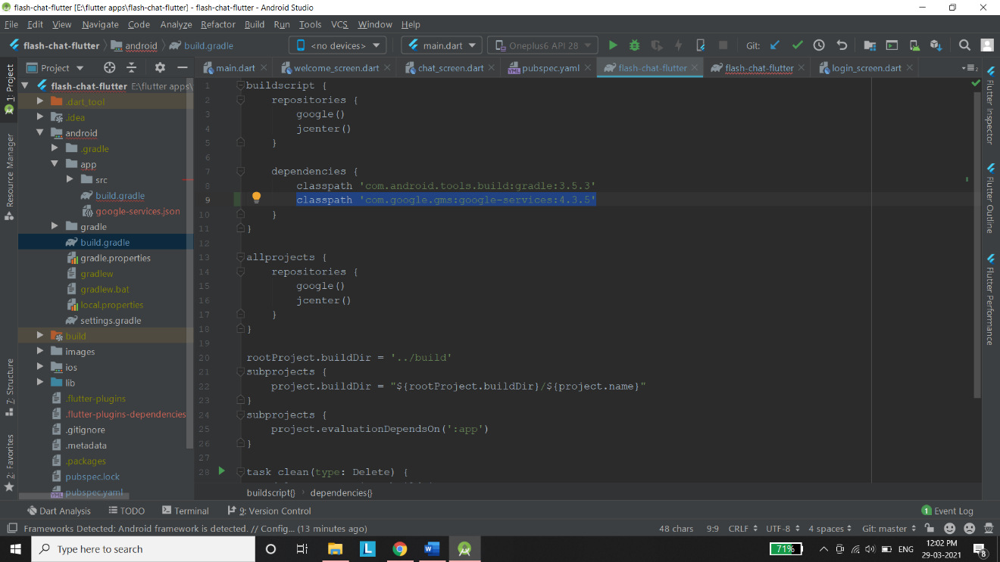 flash-chat-flutter [E:\flutter apps\flash-chat-flutter] - flash-chat-flutter - Android Studio
File Edit View Navigate Code Analyze Refactor Build Run Tools VCS Window Help
flash-chat-flutter android build.gradle <no devices> main.dart Oneplus6 API 28 Git:
Project main.dart welcome_screen.dart chat_screen.dart pubspec.yaml flash-chat-flutter flash-chat-flutter login_screen.dart
1: Project
Resource Manager
7: Structure
2: Favorites
flash-chat-flutter E:\flutter apps\
.dart_tool
.idea
android
.gradle
app
src
build.gradle
google-services.json
gradle
build.gradle
gradle.properties
gradlew
gradlew.bat
local.properties
settings.gradle
build
images
ios
lib
.flutter-plugins
.flutter-plugins-dependencies
.gitignore
.metadata
.packages
pubspec.lock
pubspec.yaml
1 buildscript {
2 repositories {
3 google()
4 jcenter()
5 }
6
7 dependencies {
8 classpath 'com.android.tools.build:gradle:3.5.3'
9 classpath 'com.google.gms:google-services:4.3.5'
10 }
11 }
12
13 allprojects {
14 repositories {
15 google()
16 jcenter()
17 }
18 }
19
20 rootProject.buildDir = '../build'
21 subprojects {
22 project.buildDir = "${rootProject.buildDir}/${project.name}"
23 }
24 subprojects {
25 project.evaluationDependsOn(':app')
26 }
27
28 task clean(type: Delete) {
buildscript{} › dependencies{}
Flutter Inspector
Flutter Outline
Flutter Performance
Dart Analysis TODO Terminal 9: Version Control 1 Event Log
Frameworks Detected: Android framework is detected. // Config... (13 minutes ago) 48 chars 9:9 CRLF UTF-8 4 spaces Git: master
Type here to search L W 71% ENG 12:02 PM
29-03-2021 8